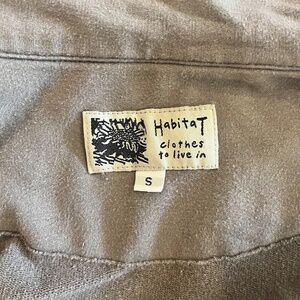 HabitaT
clothes
to live in
S